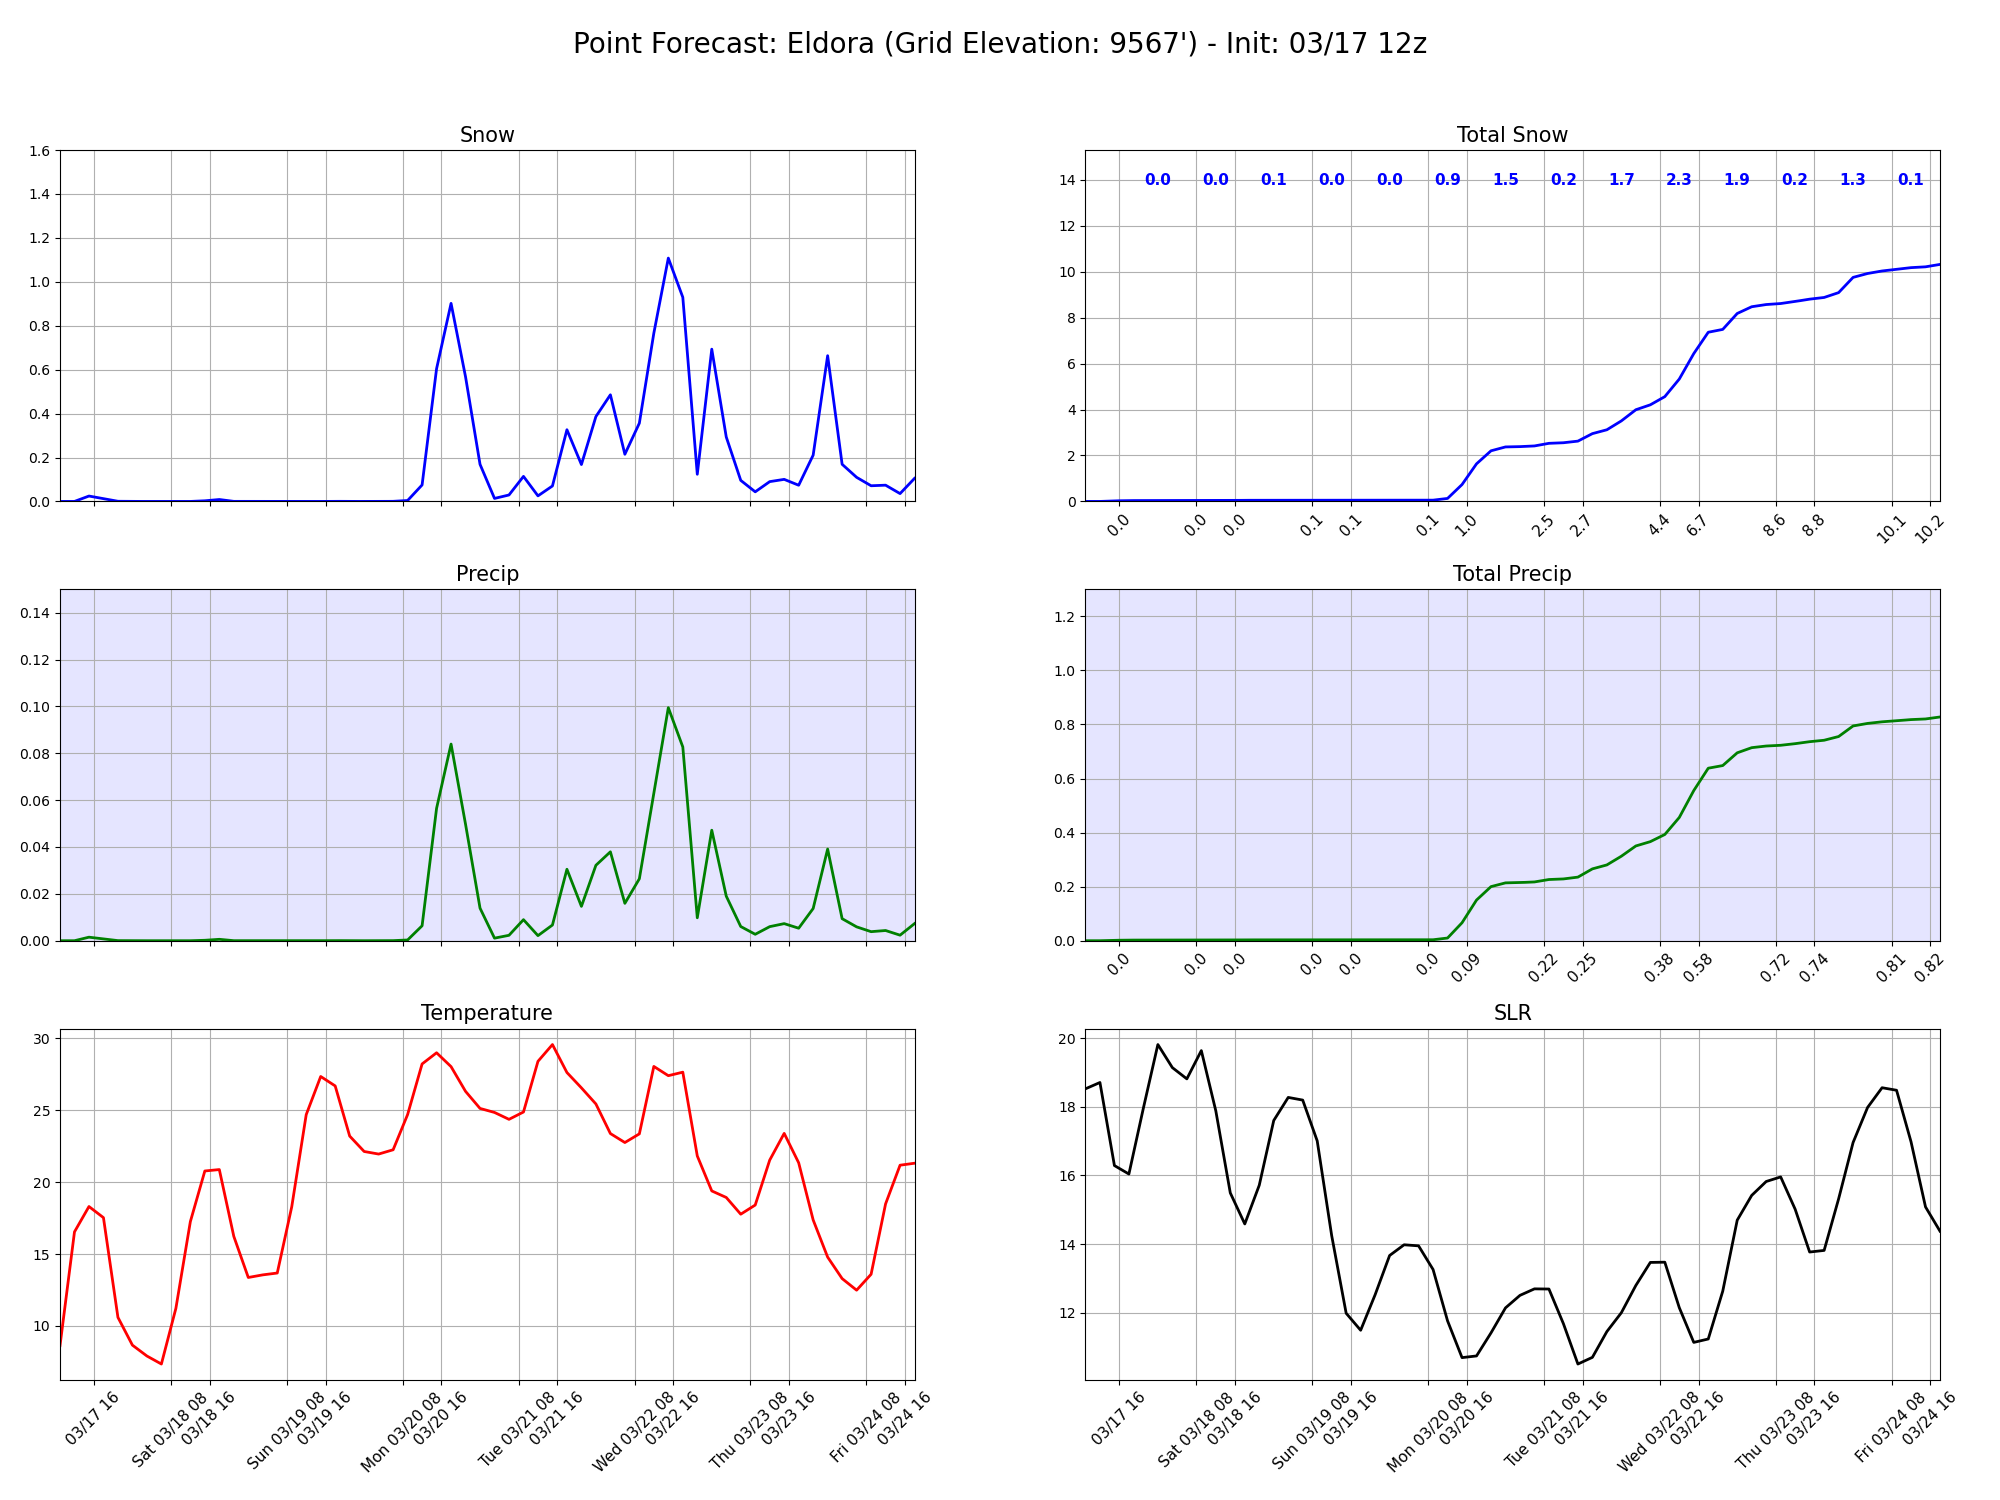 Point Forecast: Eldora (Grid Elevation: 9567') - Init: 03/17 12z
Snow
1.6
1.4
1.2
1.0
0.8
0.6
0.4
0.2
0.0
Total Snow
14
12
10
8
6
4
2
0
0.0 0.0 0.1 0.0 0.0 0.9 1.5 0.2 1.7 2.3 1.9 0.2 1.3 0.1
0.0 0.0 0.0 0.1 0.1 0.1 1.0 2.5 2.7 4.4 6.7 8.6 8.8 10.1 10.2
Precip
0.14
0.12
0.10
0.08
0.06
0.04
0.02
0.00
Total Precip
1.2
1.0
0.8
0.6
0.4
0.2
0.0
0.0 0.0 0.0 0.0 0.0 0.0 0.09 0.22 0.25 0.38 0.58 0.72 0.74 0.81 0.82
Temperature
30
25
20
15
10
03/17 16
Sat 03/18 08
03/18 16
Sun 03/19 08
03/19 16
Mon 03/20 08
03/20 16
Tue 03/21 08
03/21 16
Wed 03/22 08
03/22 16
Thu 03/23 08
03/23 16
Fri 03/24 08
03/24 16
SLR
20
18
16
14
12
03/17 16
Sat 03/18 08
03/18 16
Sun 03/19 08
03/19 16
Mon 03/20 08
03/20 16
Tue 03/21 08
03/21 16
Wed 03/22 08
03/22 16
Thu 03/23 08
03/23 16
Fri 03/24 08
03/24 16